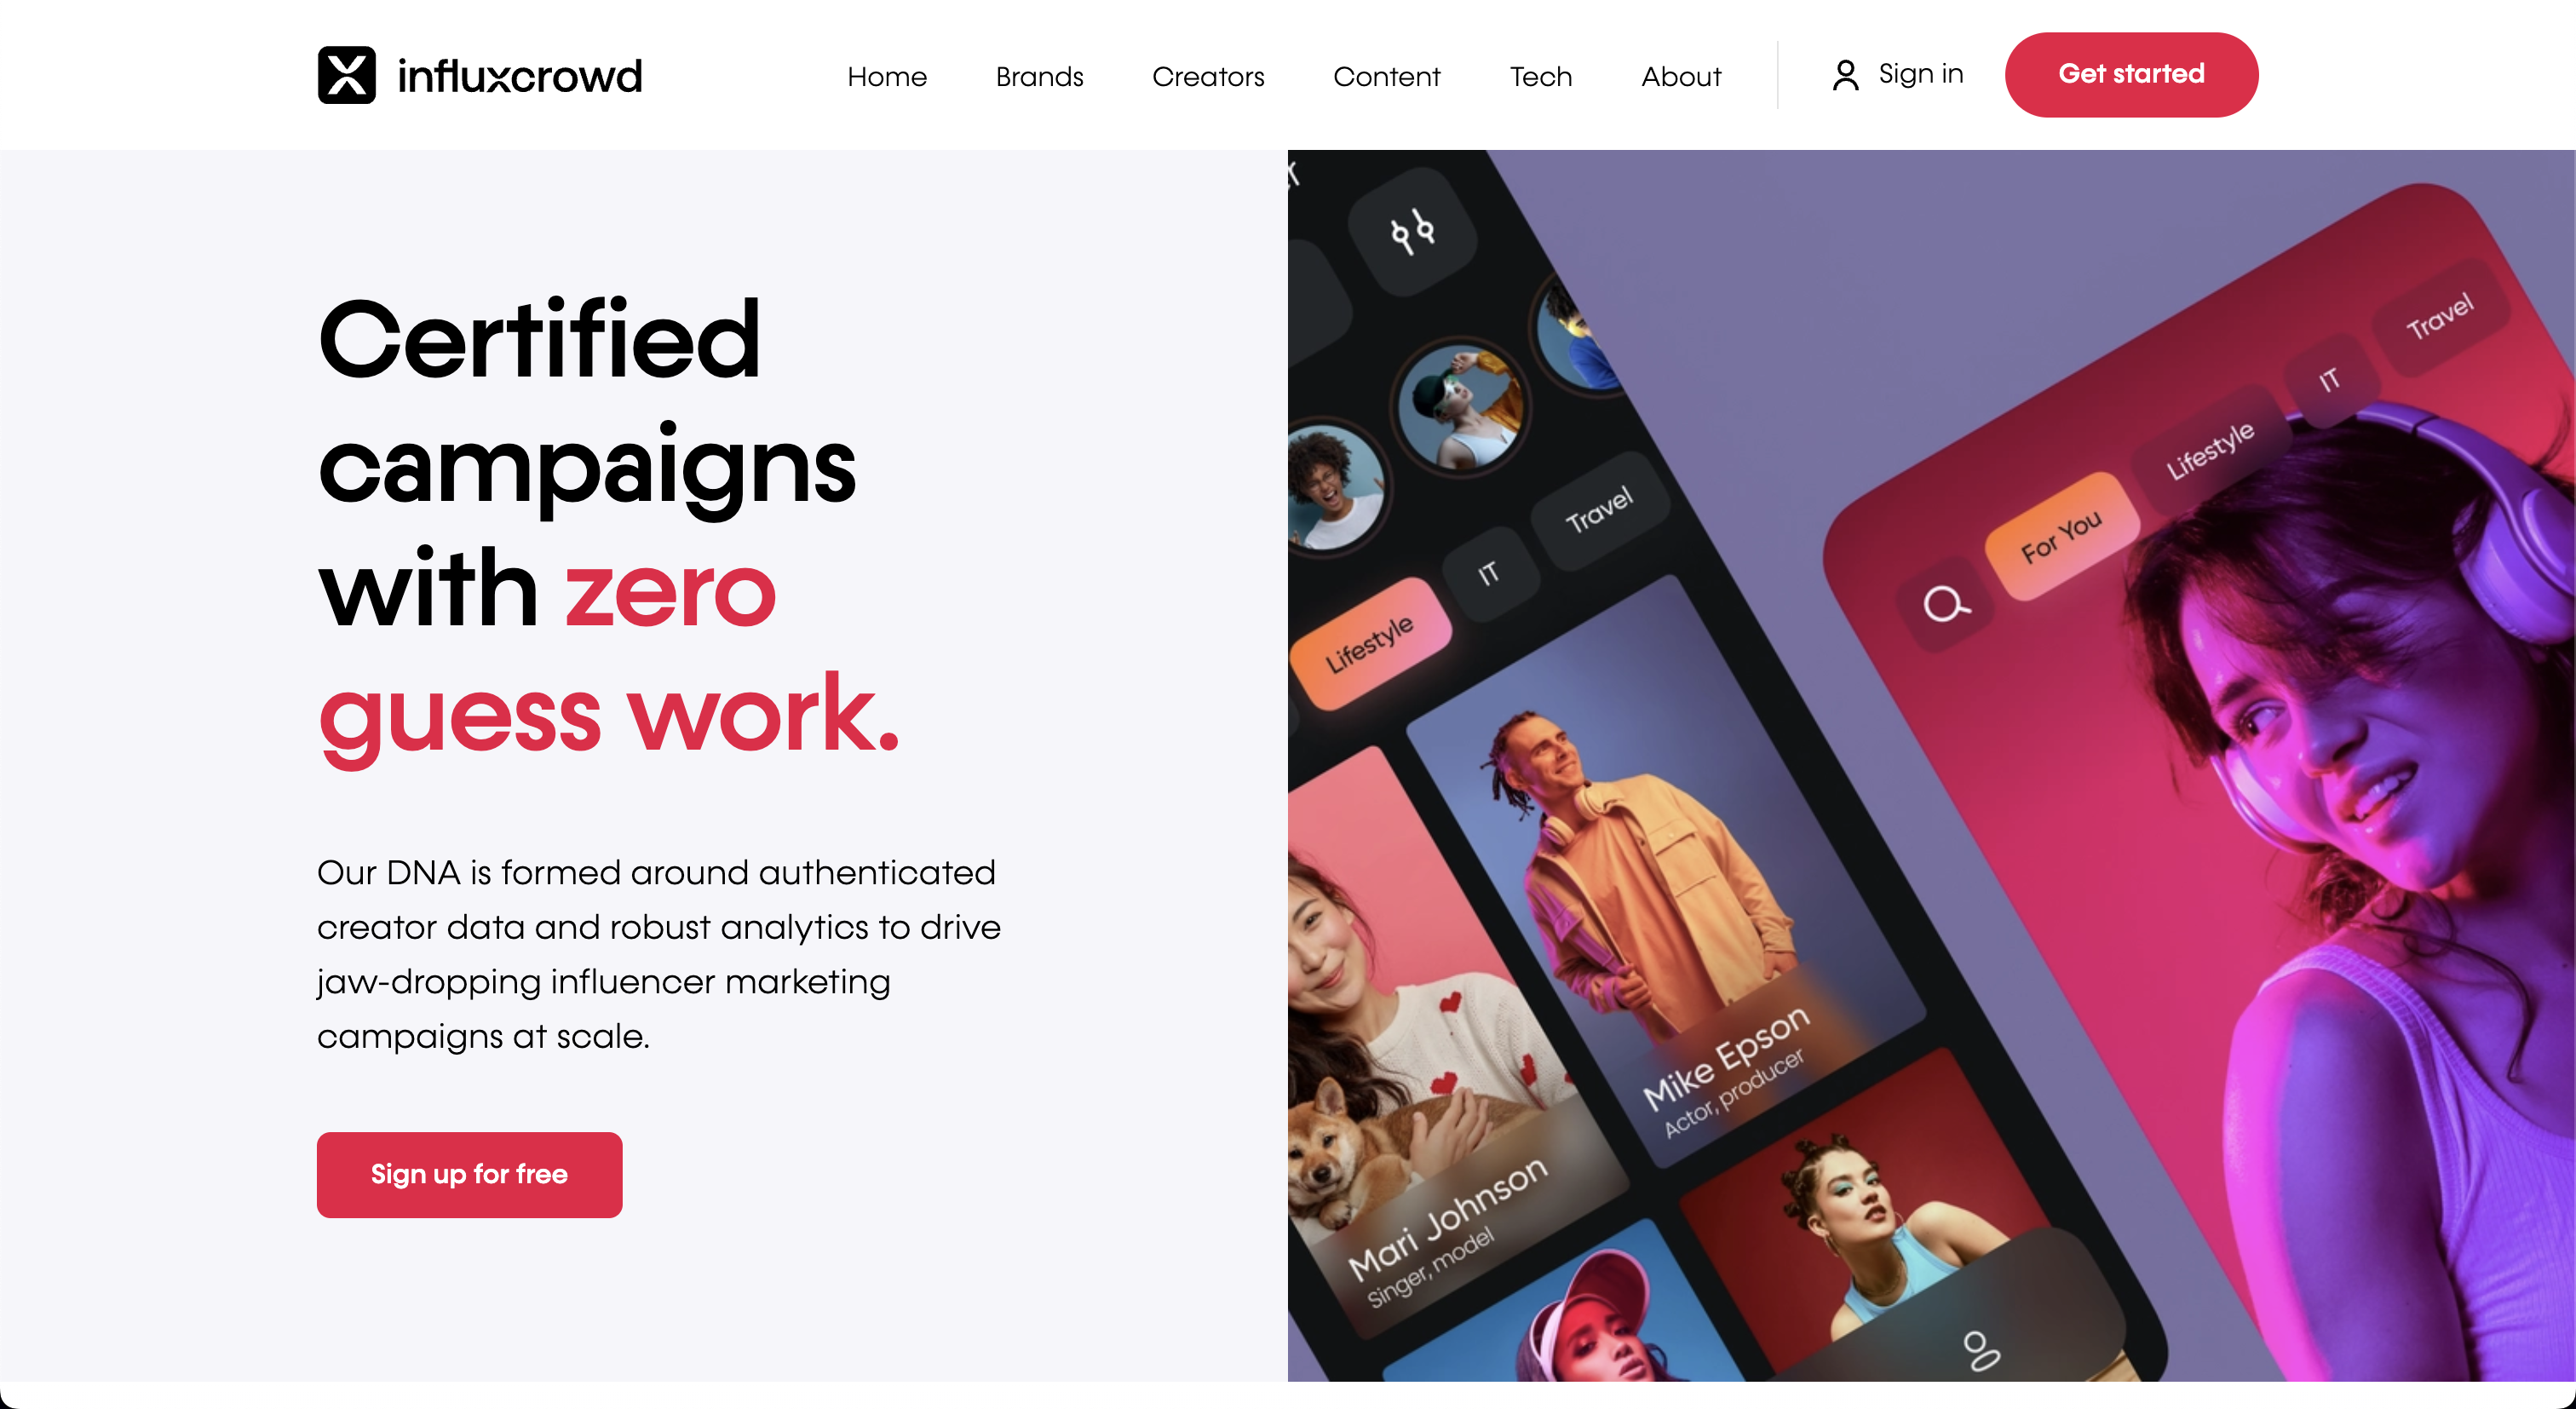 influxcrowd
Home
Brands
Creators
Content
Tech
About
Sign in
Get started
Certified
campaigns
with zero
guess work.
Our DNA is formed around authenticated
creator data and robust analytics to drive
jaw-dropping influencer marketing
campaigns at scale.
Sign up for free
Lifestyle
IT
Travel
Mike Epson
Actor, producer
Mari Johnson
Singer, model
For You
Lifestyle
IT
Travel